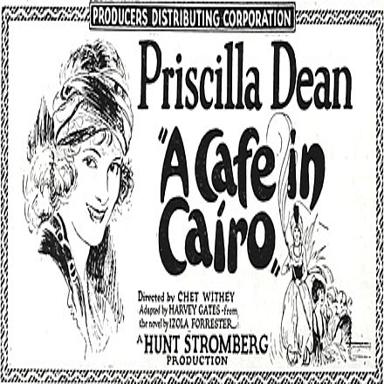 PRODUCERS DISTRIBUTING CORPORATION
Priscilla Dean
"A Cafe in
Cairo"
Directed by CHET WITHEY
Adapted by HARVEY GATES - from
the novel by IZOLA FORRESTER
A HUNT STROMBERG
PRODUCTION